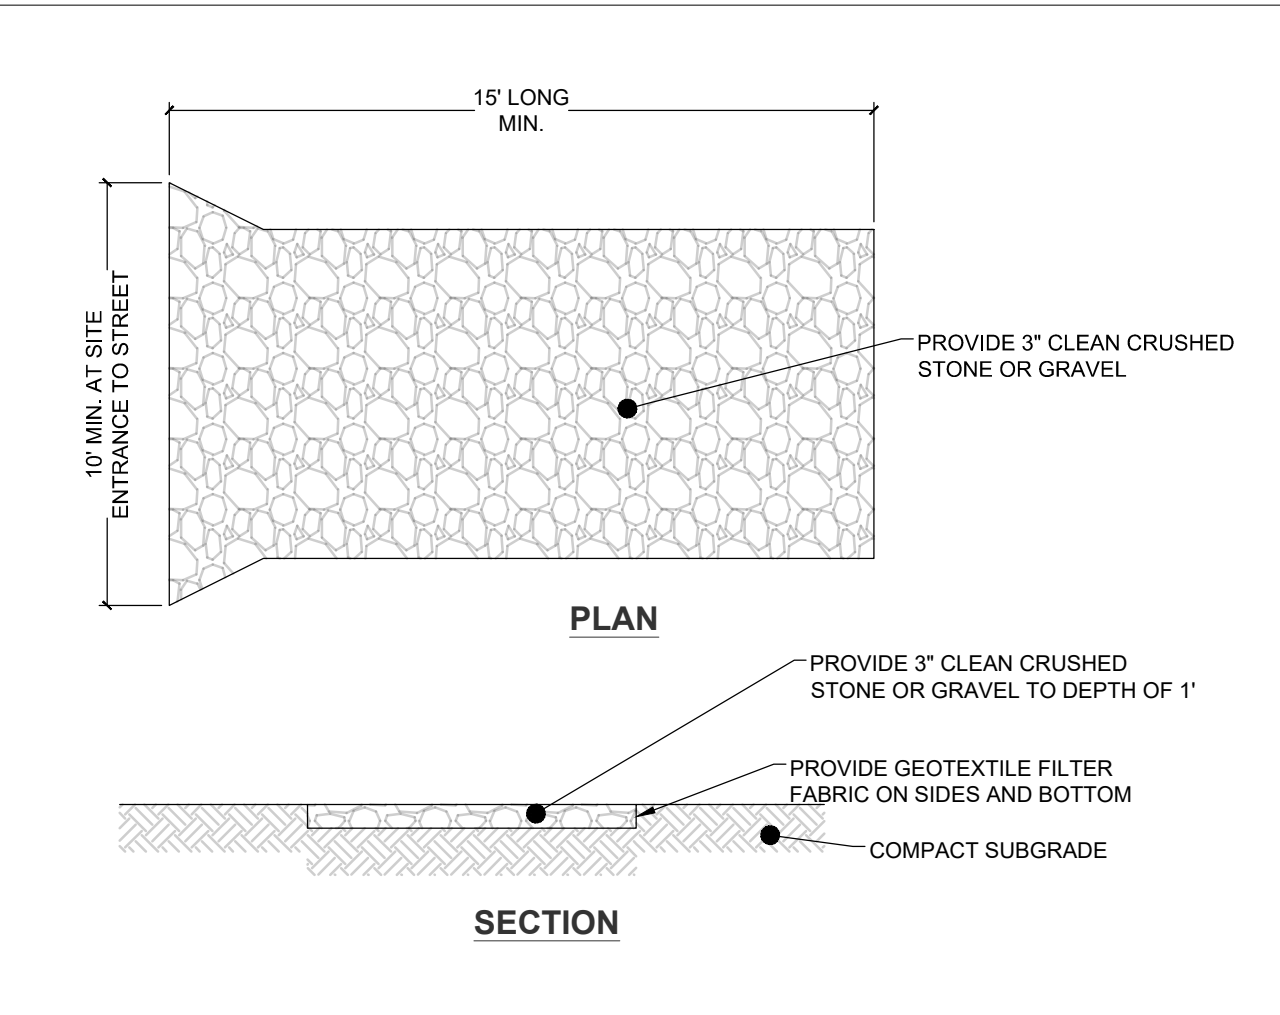 15' LONG
MIN.
10' MIN. AT SITE
ENTRANCE TO STREET
PROVIDE 3" CLEAN CRUSHED
STONE OR GRAVEL
PLAN
PROVIDE 3" CLEAN CRUSHED
STONE OR GRAVEL TO DEPTH OF 1'
PROVIDE GEOTEXTILE FILTER
FABRIC ON SIDES AND BOTTOM
COMPACT SUBGRADE
SECTION